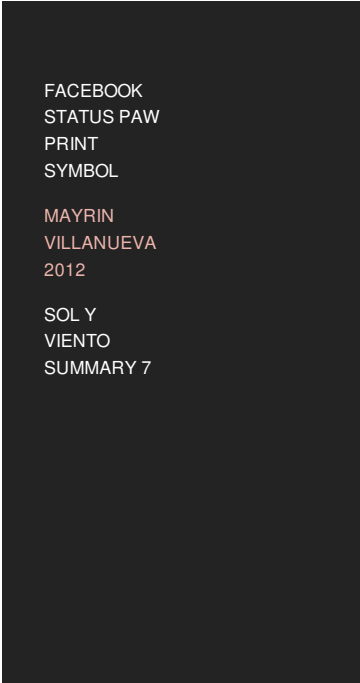 FACEBOOK
STATUS PAW
PRINT
SYMBOL
MAYRIN
VILLANUEVA
2012
SOL Y
VIENTO
SUMMARY 7